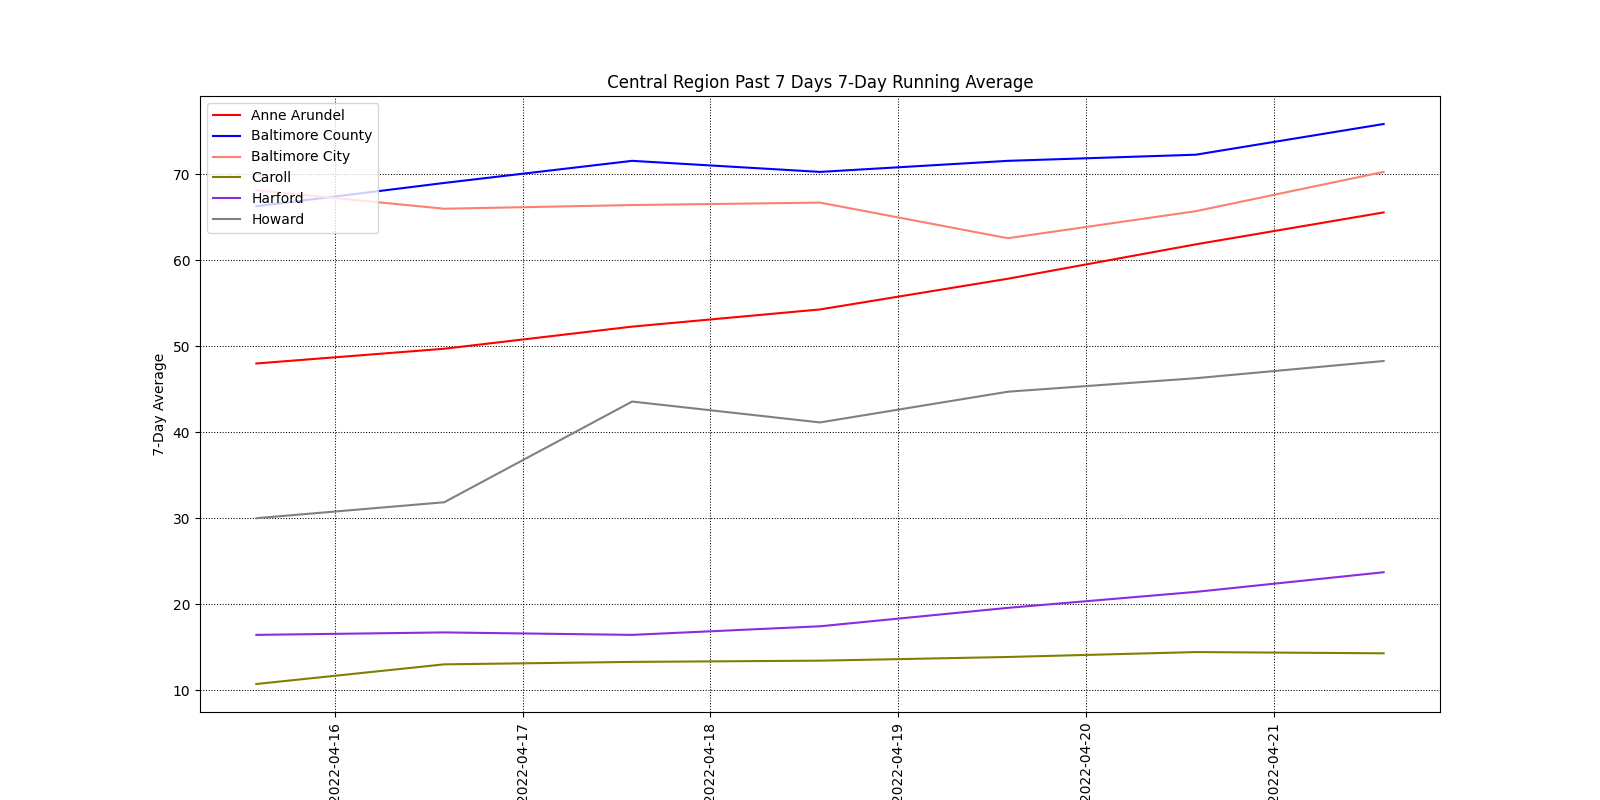 Central Region Past 7 Days 7-Day Running Average
Anne Arundel
Baltimore County
Baltimore City
Caroll
Harford
Howard
7-Day Average
70
60
50
40
30
20
10
2022-04-16
2022-04-17
2022-04-18
2022-04-19
2022-04-20
2022-04-21